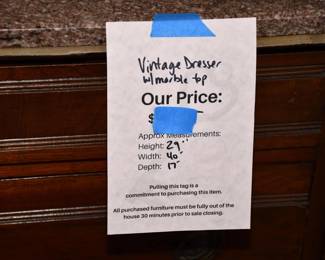 Vintage Dresser
w/ marble top
Our Price:
$
Approx Measurements:
Height: 29"
Width: 40"
Depth: 17"
Pulling this tag is a
commitment to purchasing this item.
All purchased furniture must be fully out of the
house 30 minutes prior to sale closing.